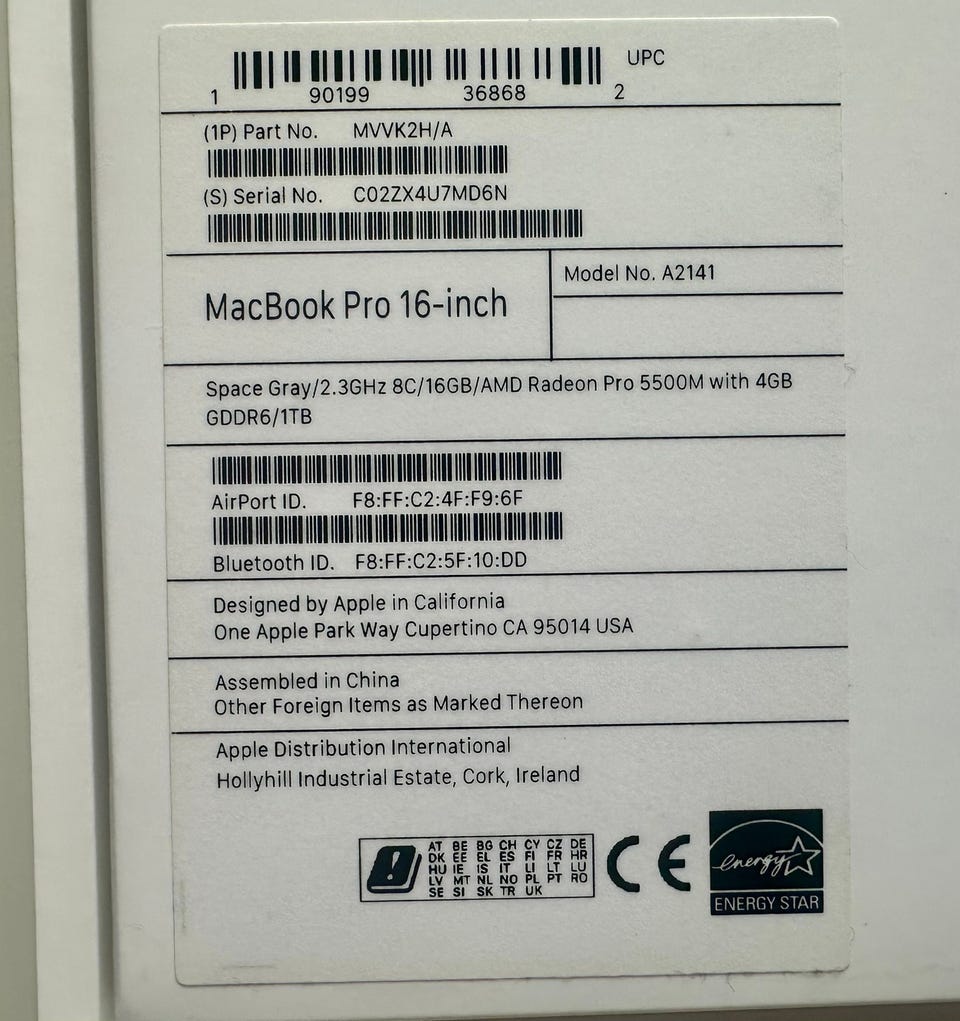 UPC
1 90199 36868 2
(1P) Part No. MVVK2H/A
(S) Serial No. C02ZX4U7MD6N
MacBook Pro 16-inch
Model No. A2141
Space Gray/2.3GHz 8C/16GB/AMD Radeon Pro 5500M with 4GB
GDDR6/1TB
AirPort ID. F8:FF:C2:4F:F9:6F
Bluetooth ID. F8:FF:C2:5F:10:DD
Designed by Apple in California
One Apple Park Way Cupertino CA 95014 USA
Assembled in China
Other Foreign Items as Marked Thereon
Apple Distribution International
Hollyhill Industrial Estate, Cork, Ireland
AT BE BG CH CY CZ DE
DK EE EL ES FI FR HR
HU IE IS IT LI LT LU
LV MT NL NO PL PT RO
SE SI SK TR UK
CE
energy
ENERGY STAR